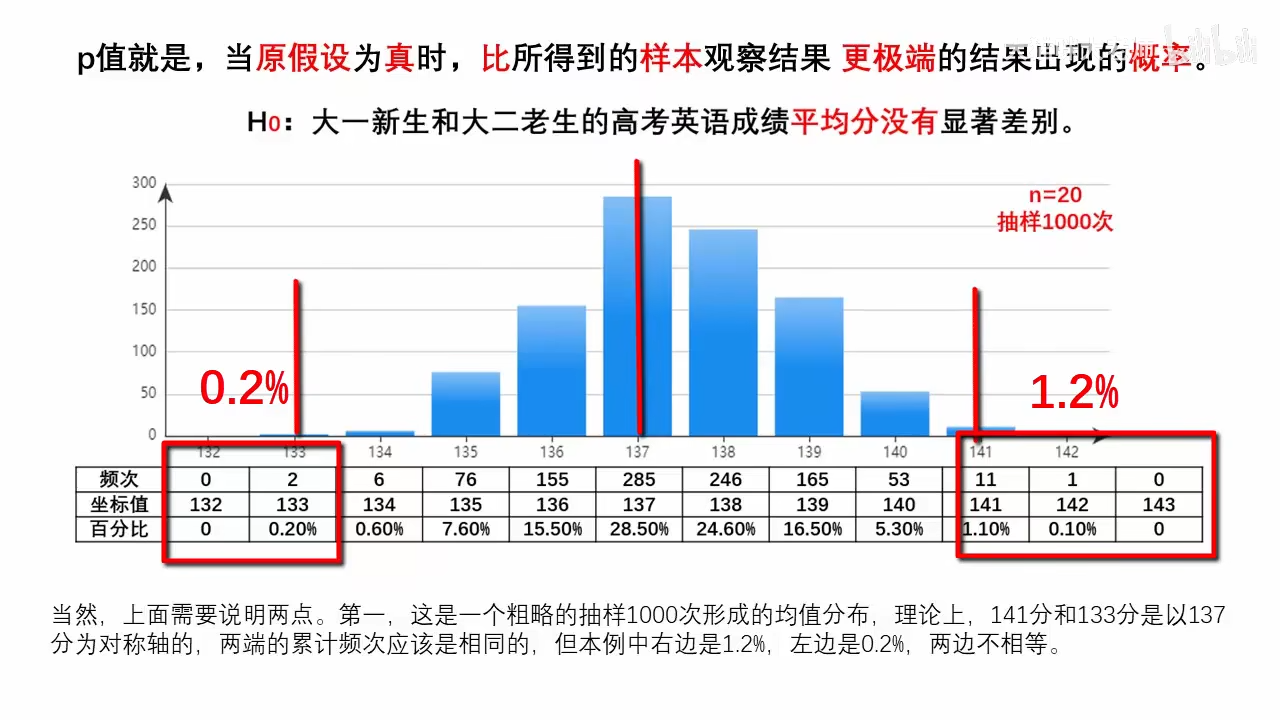 p值就是，当原假设为真时，比所得到的样本观察结果 更极端的结果出现的概率。
H0：大一新生和大二老生的高考英语成绩平均分没有显著差别。
n=20
抽样1000次
300
250
200
150
100
50
0
0.2%
1.2%
132 133 134 135 136 137 138 139 140 141 142
频次 0 2 6 76 155 285 246 165 53 11 1 0
坐标值 132 133 134 135 136 137 138 139 140 141 142 143
百分比 0 0.20% 0.60% 7.60% 15.50% 28.50% 24.60% 16.50% 5.30% 1.10% 0.10% 0
当然，上面需要说明两点。第一，这是一个粗略的抽样1000次形成的均值分布，理论上，141分和133分是以137
分为对称轴的，两端的累计频次应该是相同的，但本例中右边是1.2%，左边是0.2%，两边不相等。